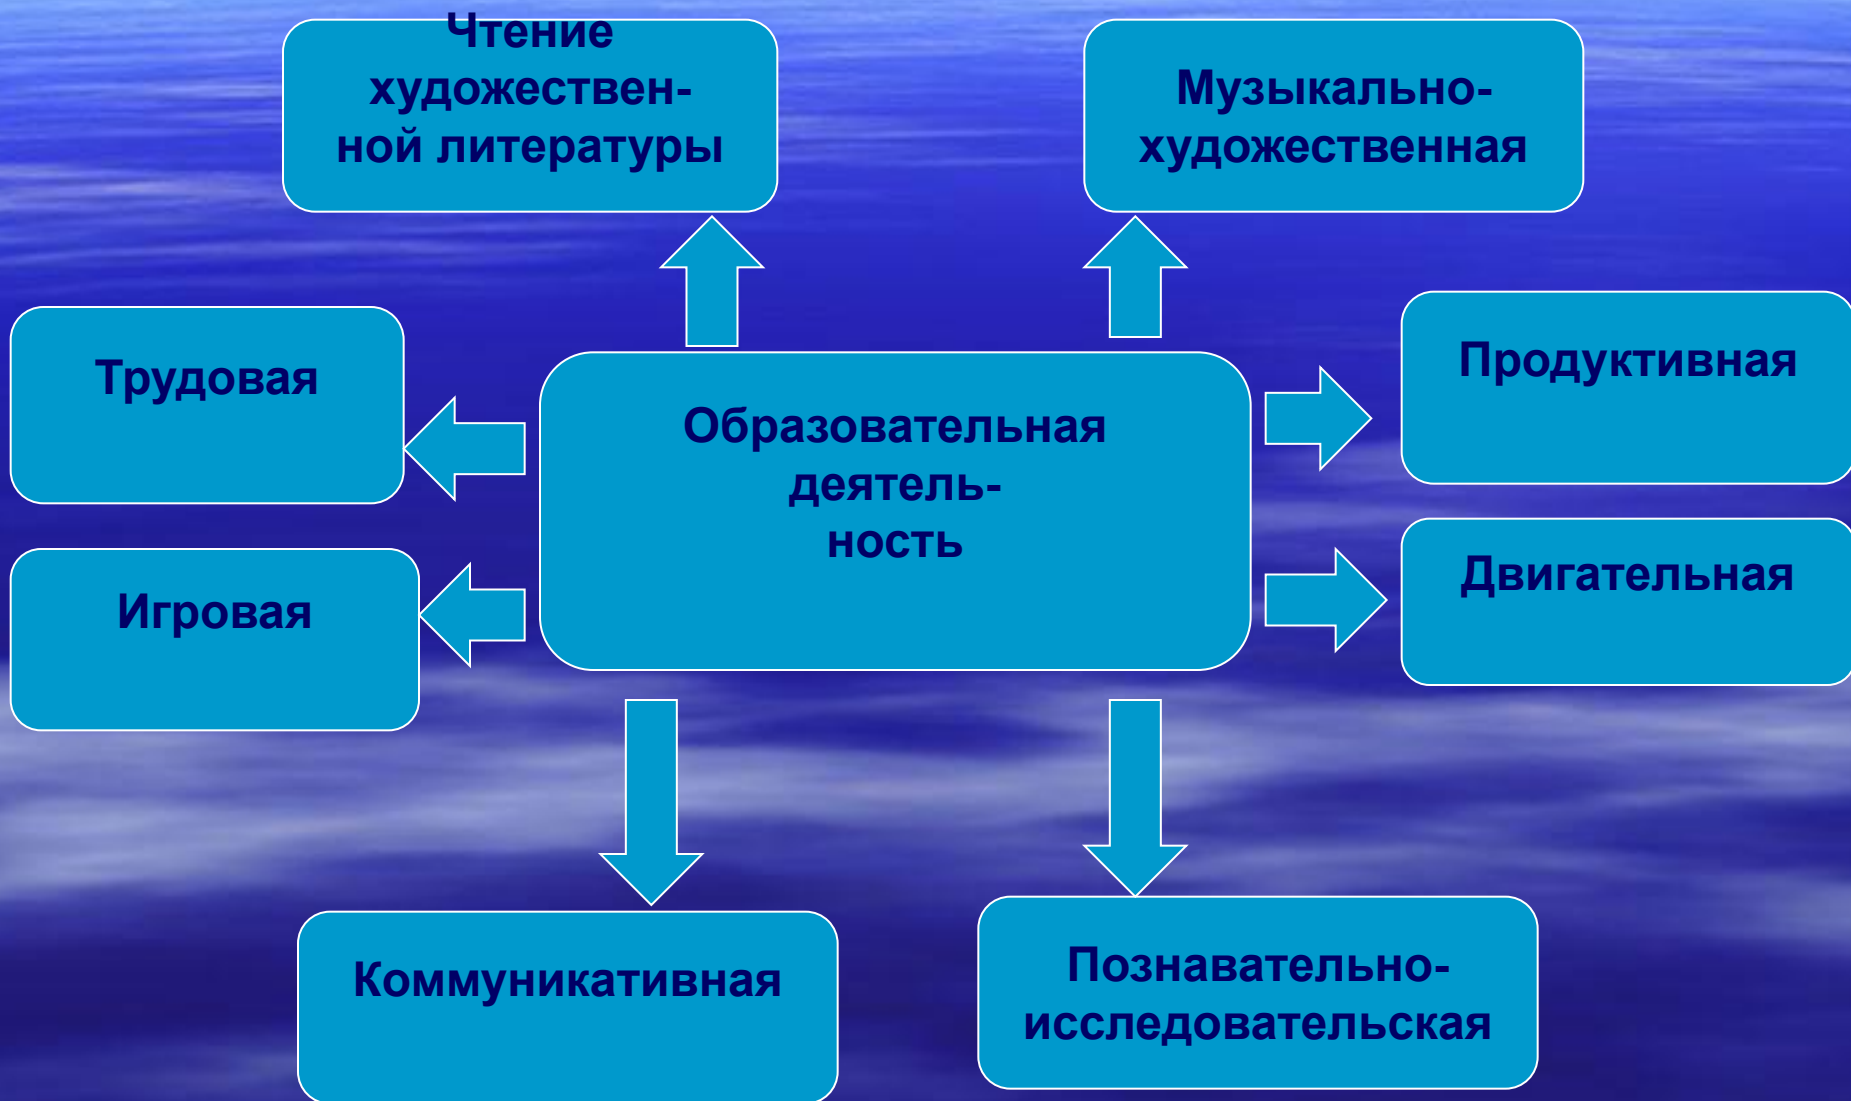 Чтение
художествен-
ной литературы
Музыкально-
художественная
Трудовая
Продуктивная
Образовательная
деятель-
ность
Игровая
Двигательная
Коммуникативная
Познавательно-
исследовательская